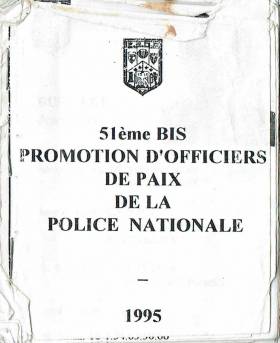 51ème BIS
PROMOTION D'OFFICIERS
DE PAIX
DE LA
POLICE NATIONALE
–
1995